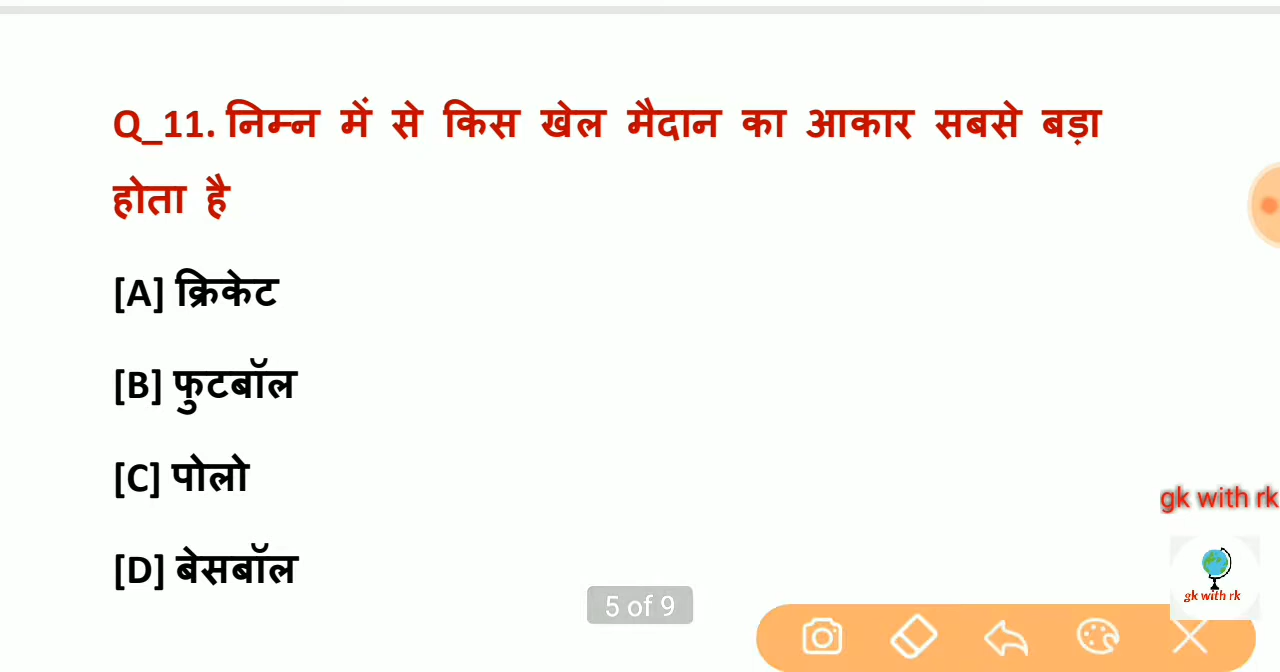 Q_11. निम्न में से किस खेल मैदान का आकार सबसे बड़ा
होता है
[A] क्रिकेट
[B] फुटबॉल
[C] पोलो
[D] बेसबॉल
gk with rk
gk with rk
5 of 9